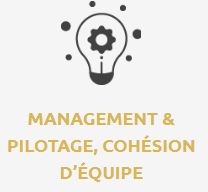 MANAGEMENT &
PILOTAGE, COHÉSION
D'ÉQUIPE